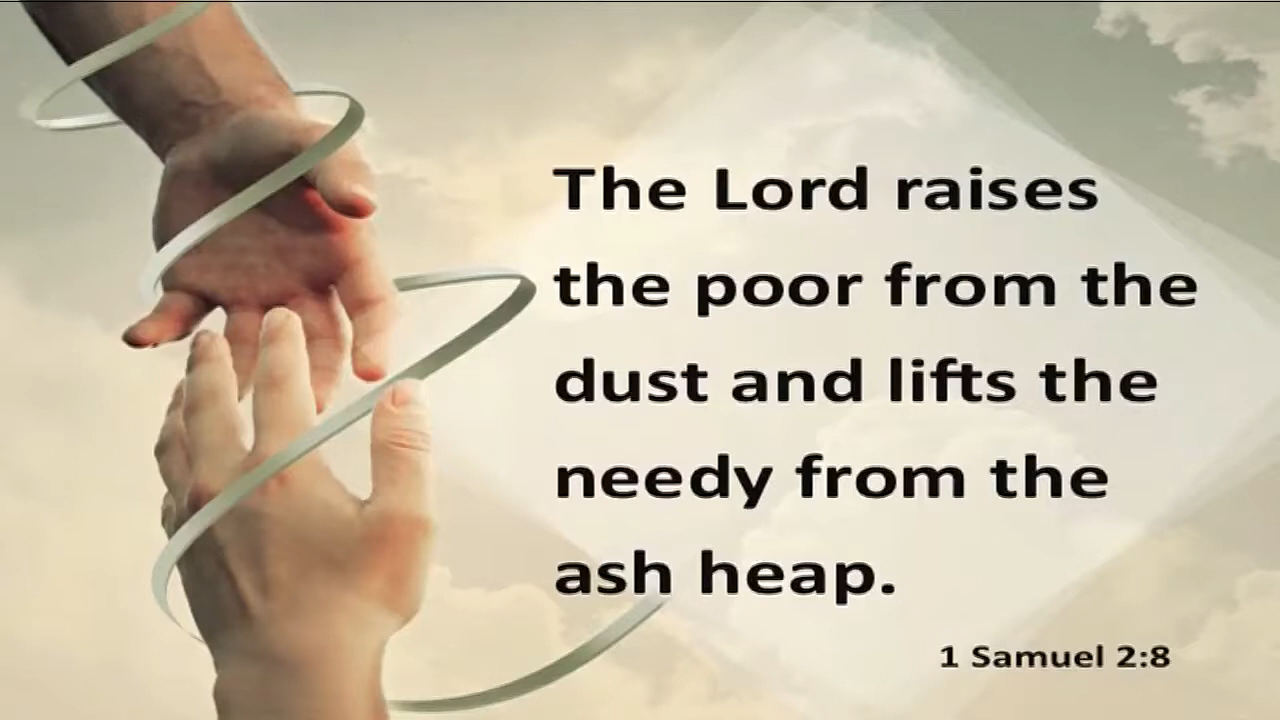 The Lord raises
the poor from the
dust and lifts the
needy from the
ash heap.
1 Samuel 2:8